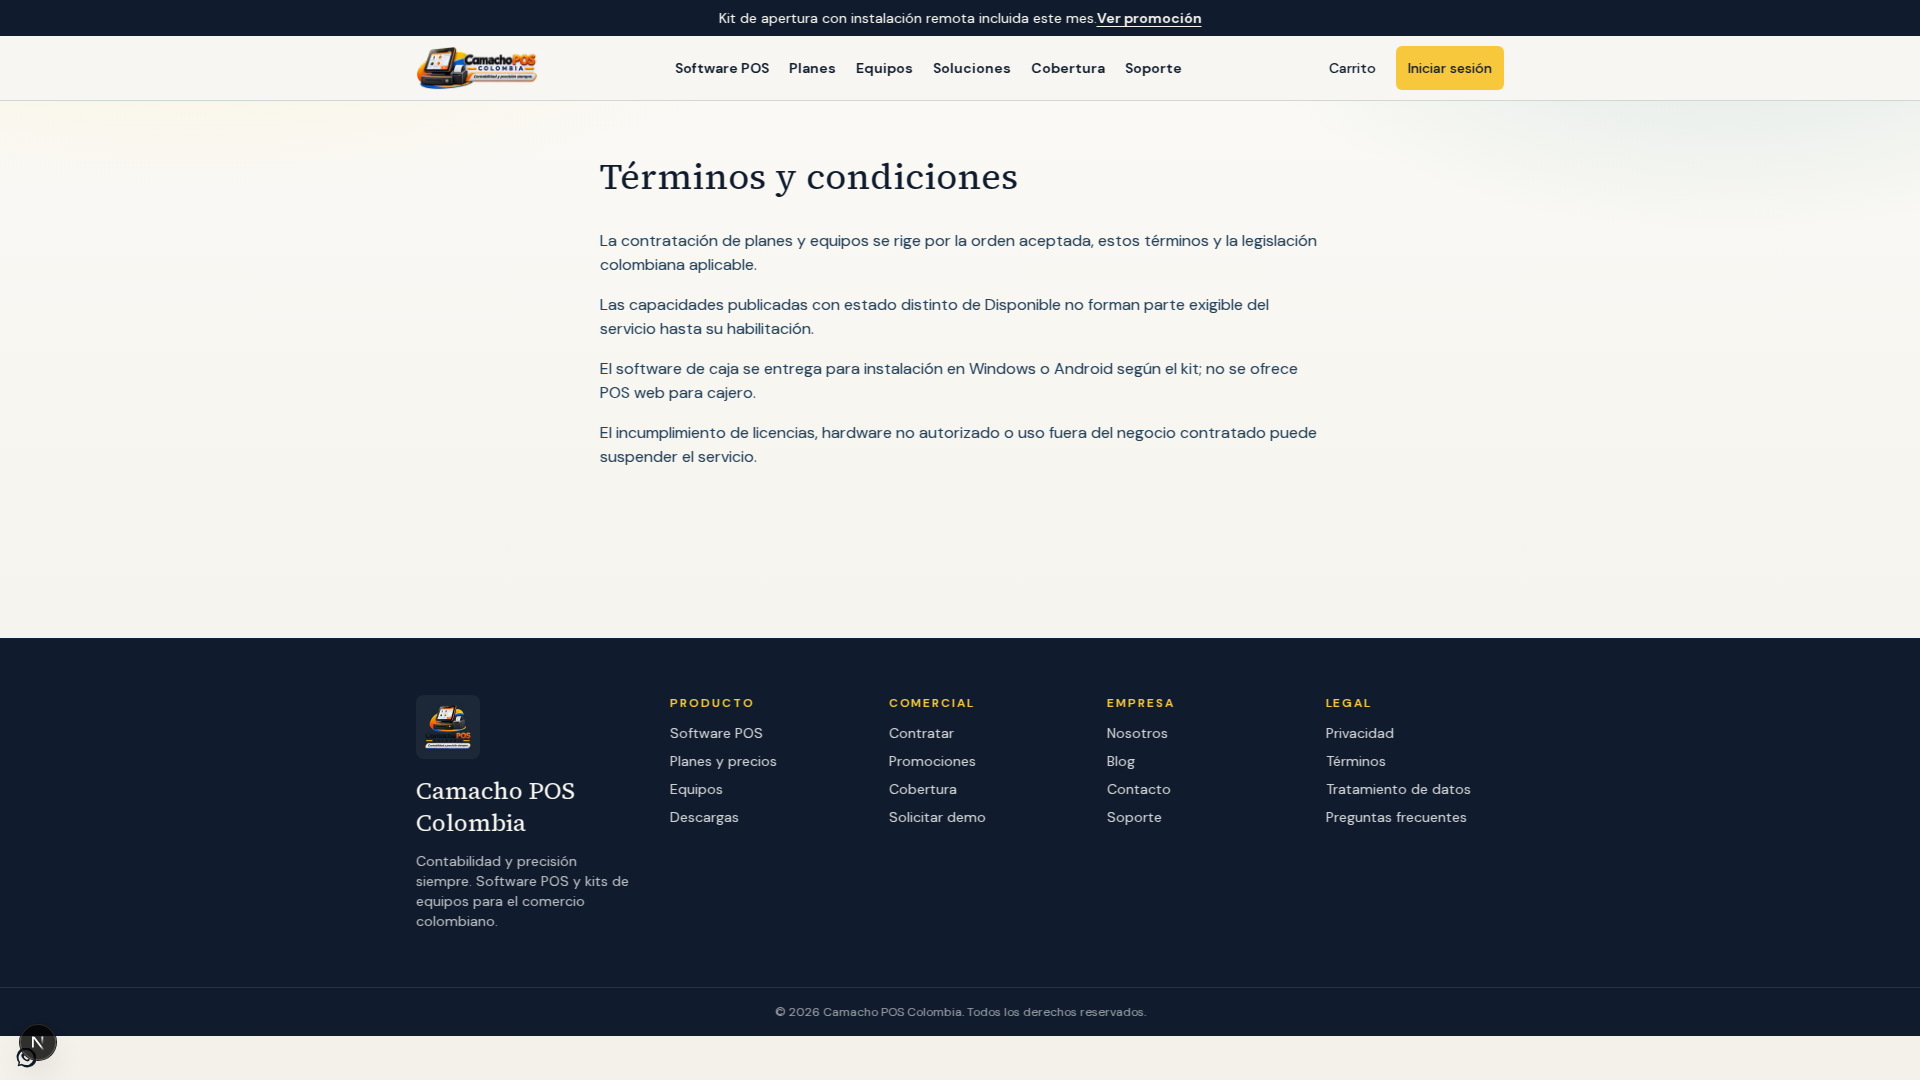 Kit de apertura con instalación remota incluida este mes.Ver promoción
CamachoPOS
COLOMBIA
Contabilidad y precisión siempre.
Software POS
Planes
Equipos
Soluciones
Cobertura
Soporte
Carrito
Iniciar sesión
Términos y condiciones
La contratación de planes y equipos se rige por la orden aceptada, estos términos y la legislación
colombiana aplicable.
Las capacidades publicadas con estado distinto de Disponible no forman parte exigible del
servicio hasta su habilitación.
El software de caja se entrega para instalación en Windows o Android según el kit; no se ofrece
POS web para cajero.
El incumplimiento de licencias, hardware no autorizado o uso fuera del negocio contratado puede
suspender el servicio.
Camacho POS
Colombia
Contabilidad y precisión
siempre. Software POS y kits de
equipos para el comercio
colombiano.
PRODUCTO
Software POS
Planes y precios
Equipos
Descargas
COMERCIAL
Contratar
Promociones
Cobertura
Solicitar demo
EMPRESA
Nosotros
Blog
Contacto
Soporte
LEGAL
Privacidad
Términos
Tratamiento de datos
Preguntas frecuentes
© 2026 Camacho POS Colombia. Todos los derechos reservados.
N